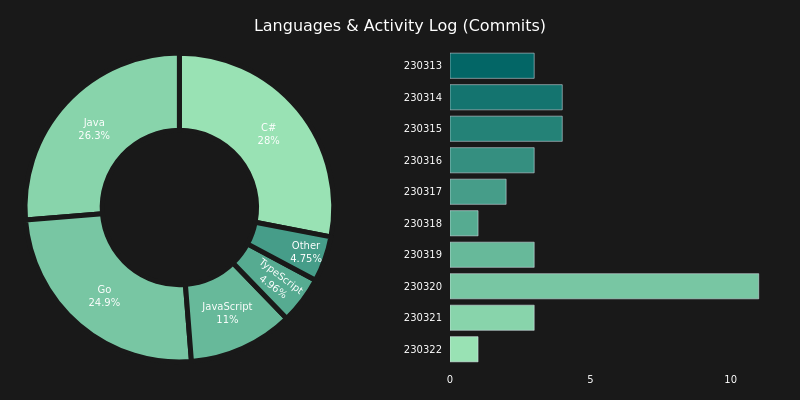 Languages & Activity Log (Commits)
C#
28%
Other
4.75%
TypeScript
4.96%
JavaScript
11%
Go
24.9%
Java
26.3%
230313
230314
230315
230316
230317
230318
230319
230320
230321
230322
0
5
10